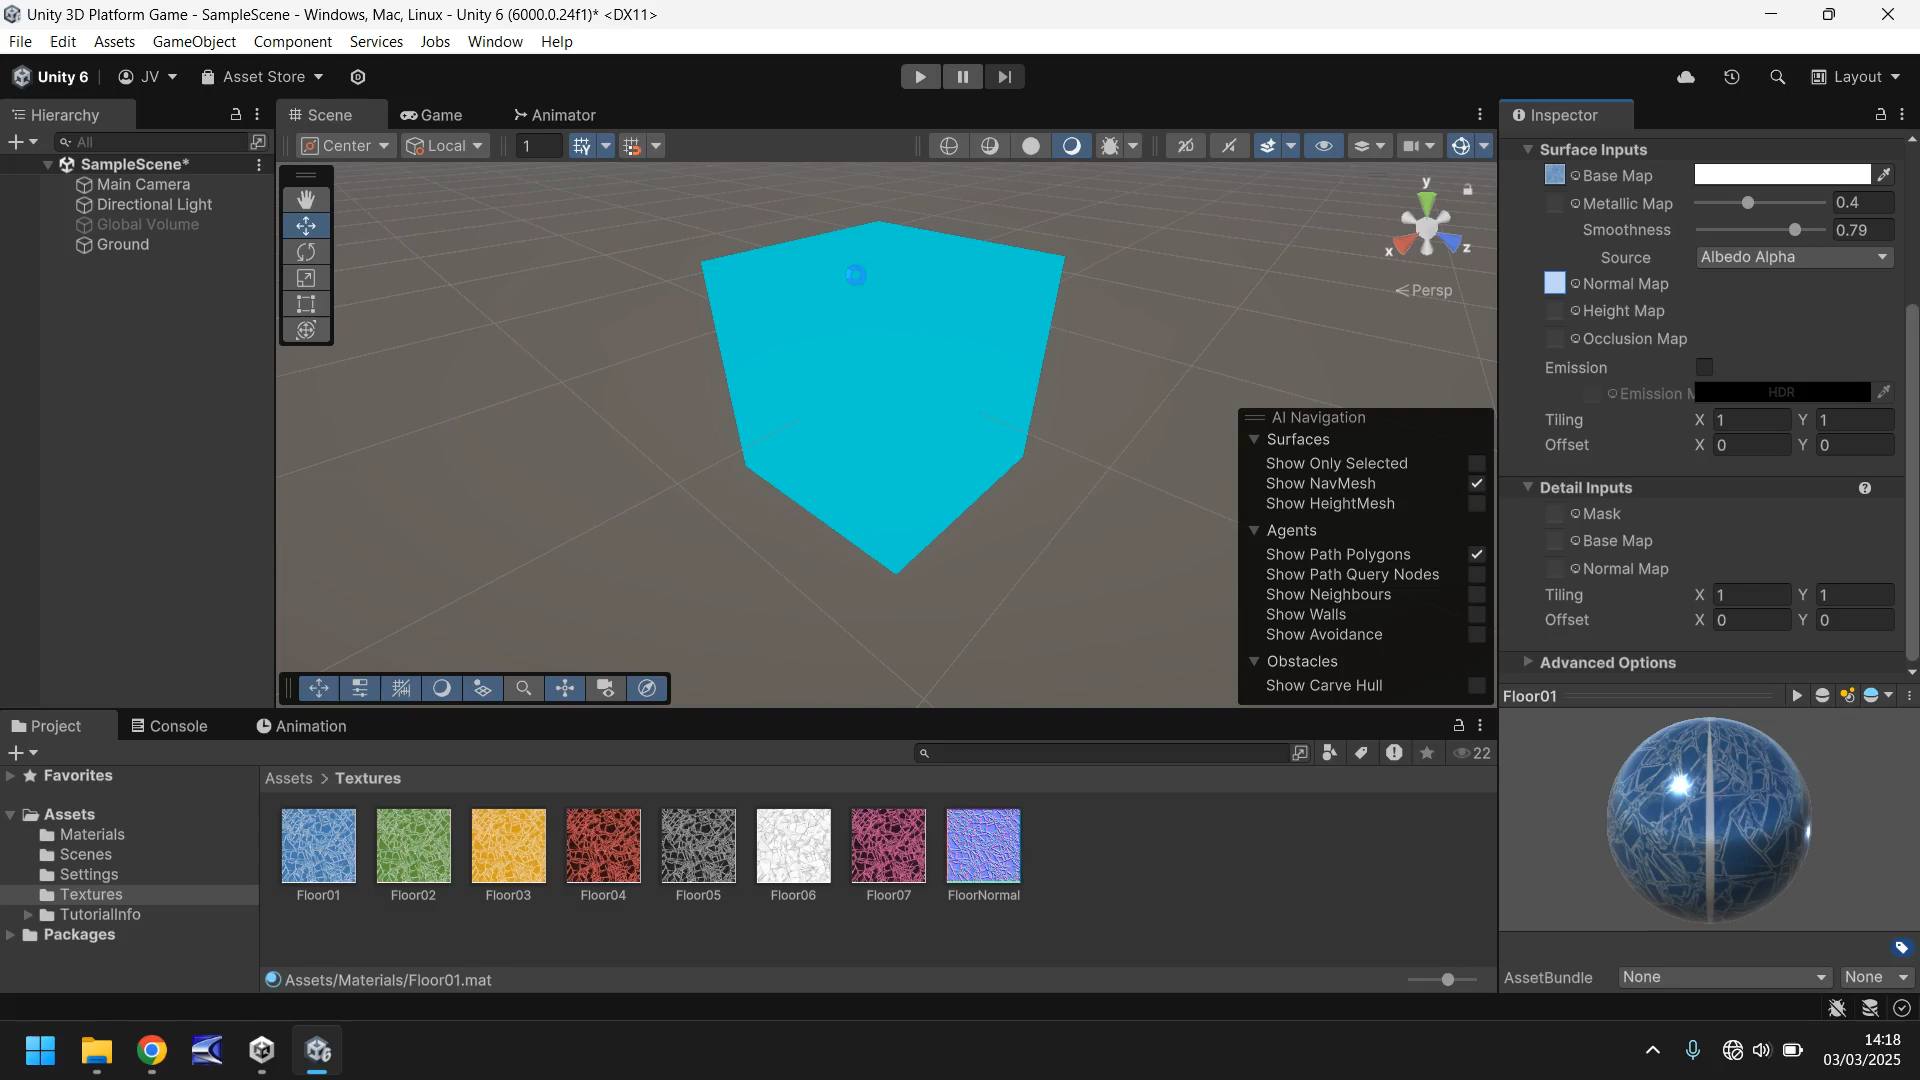 Unity 3D Platform Game - SampleScene - Windows, Mac, Linux - Unity 6 (6000.0.24f1)* <DX11>
File Edit Assets GameObject Component Services Jobs Window Help
Unity 6 JV Asset Store Layout
Hierarchy
All
SampleScene*
Main Camera
Directional Light
Global Volume
Ground
Scene Game Animator
Center Local 1 2D
y
x
z
Persp
AI Navigation
Surfaces
Show Only Selected
Show NavMesh
Show HeightMesh
Agents
Show Path Polygons
Show Path Query Nodes
Show Neighbours
Show Walls
Show Avoidance
Obstacles
Show Carve Hull
Inspector
Surface Inputs
Base Map
Metallic Map 0.4
Smoothness 0.79
Source Albedo Alpha
Normal Map
Height Map
Occlusion Map
Emission
Emission M HDR
Tiling X 1 Y 1
Offset X 0 Y 0
Detail Inputs
Mask
Base Map
Normal Map
Tiling X 1 Y 1
Offset X 0 Y 0
Advanced Options
Floor01
AssetBundle None None
Project Console Animation
22
Favorites
Assets
Materials
Scenes
Settings
Textures
TutorialInfo
Packages
Assets > Textures
Floor01 Floor02 Floor03 Floor04 Floor05 Floor06 Floor07 FloorNormal
Assets/Materials/Floor01.mat
14:18
03/03/2025